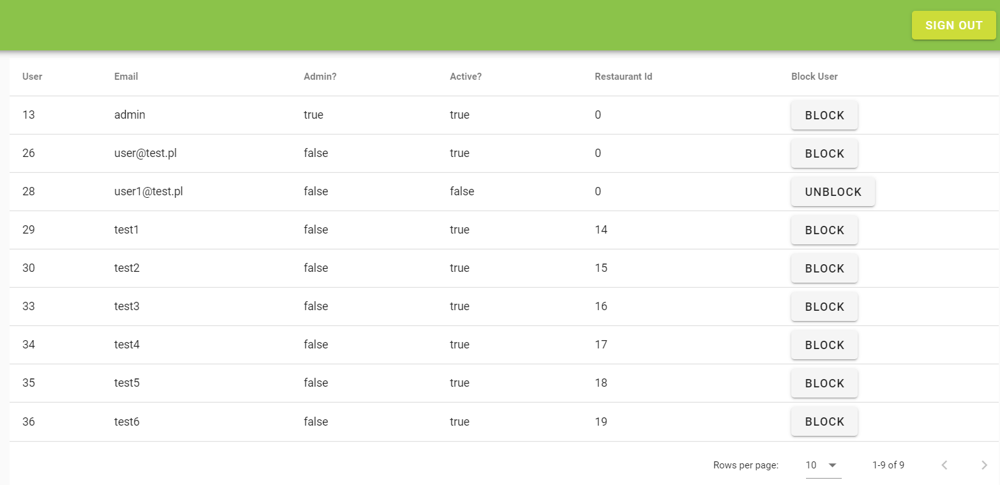 SIGN OUT
User Email Admin? Active? Restaurant Id Block User
13 admin true true 0 BLOCK
26 user@test.pl false true 0 BLOCK
28 user1@test.pl false false 0 UNBLOCK
29 test1 false true 14 BLOCK
30 test2 false true 15 BLOCK
33 test3 false true 16 BLOCK
34 test4 false true 17 BLOCK
35 test5 false true 18 BLOCK
36 test6 false true 19 BLOCK
Rows per page: 10 1-9 of 9